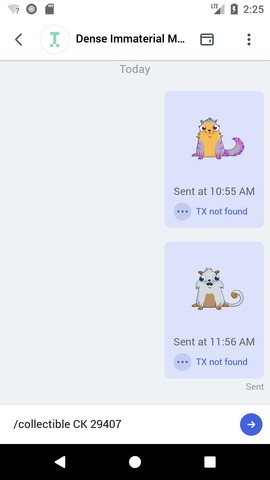 LTE 2:25
Dense Immaterial M...
Today
Sent at 10:55 AM
TX not found
Sent at 11:56 AM
TX not found
Sent
/collectible CK 29407